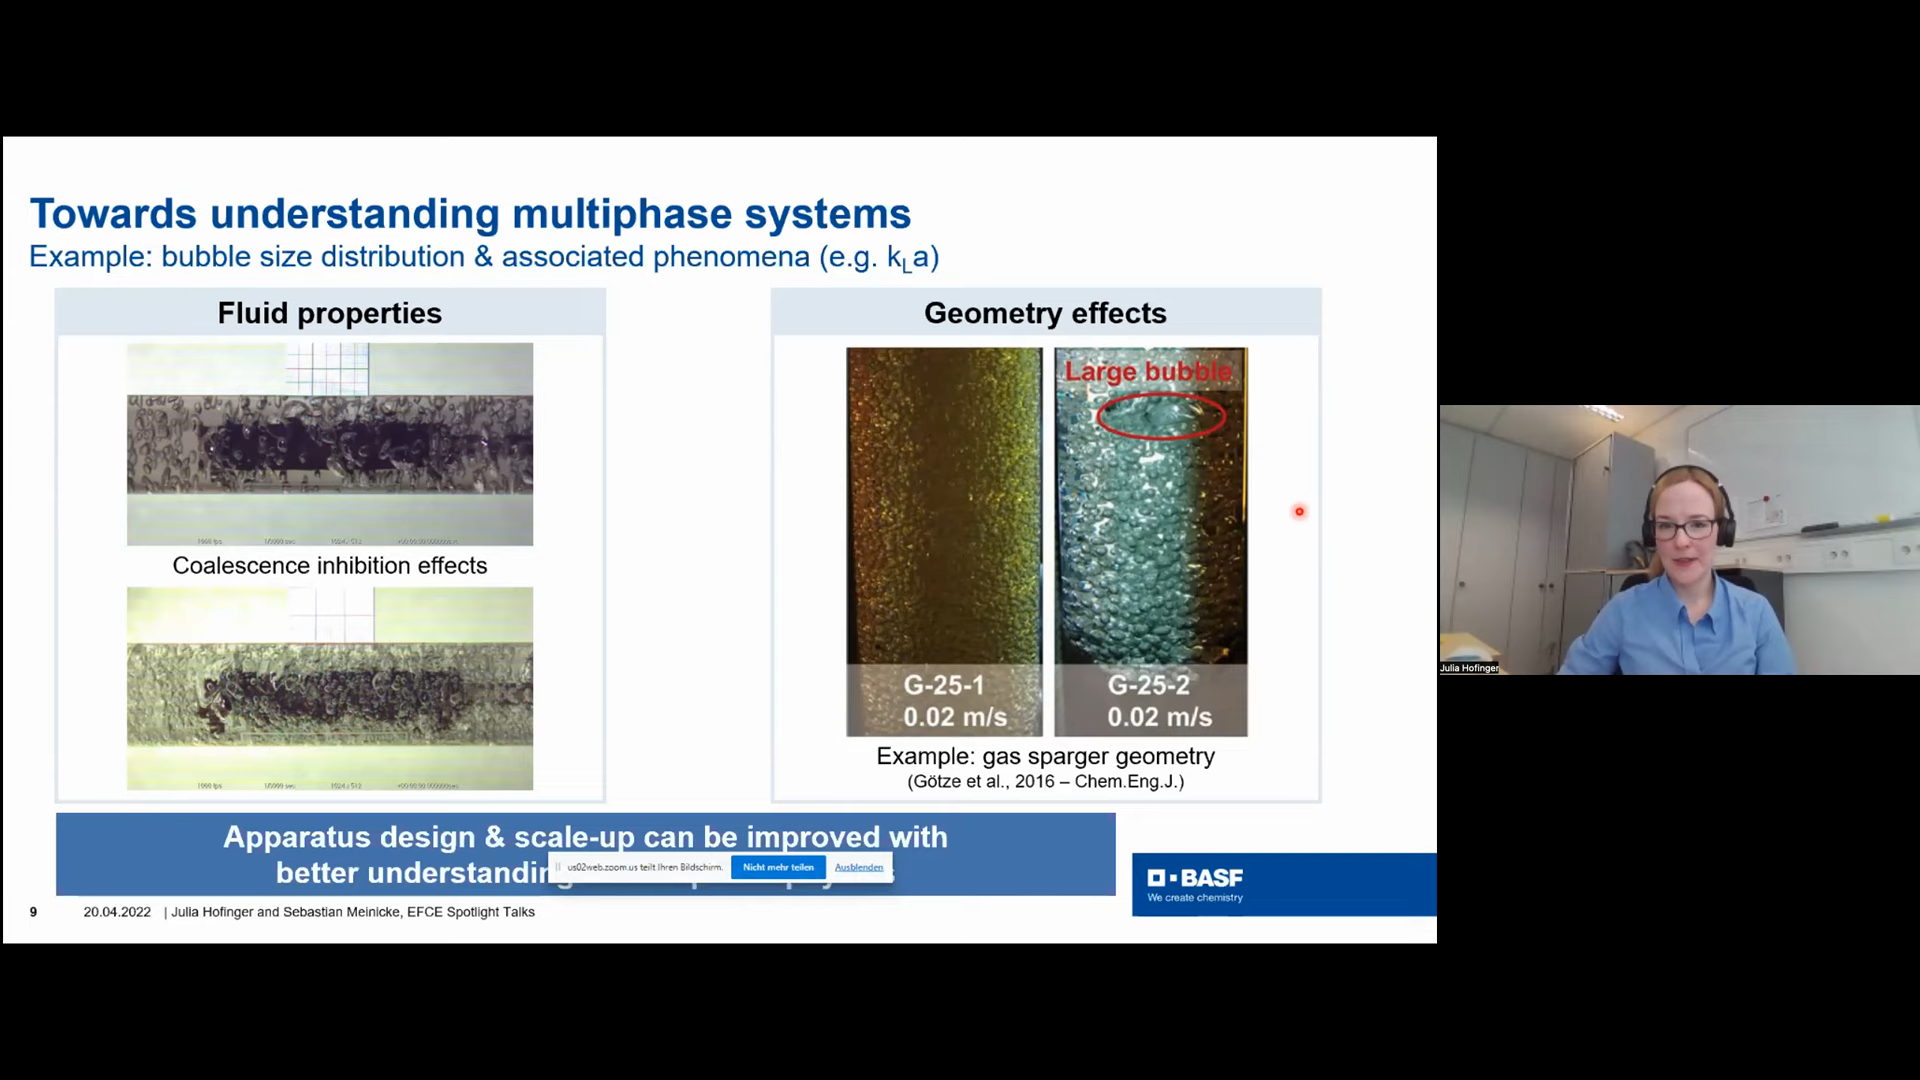 Towards understanding multiphase systems
Example: bubble size distribution & associated phenomena (e.g. kLa)
Fluid properties
Coalescence inhibition effects
Geometry effects
Large bubble
G-25-1
0.02 m/s
G-25-2
0.02 m/s
Example: gas sparger geometry
(Götze et al., 2016 – Chem.Eng.J.)
Apparatus design & scale-up can be improved with
better understanding
us02web.zoom.us teilt Ihren Bildschirm.
Nicht mehr teilen
Ausblenden
BASF
We create chemistry
9
20.04.2022
| Julia Hofinger and Sebastian Meinicke, EFCE Spotlight Talks
Julia Hofinger